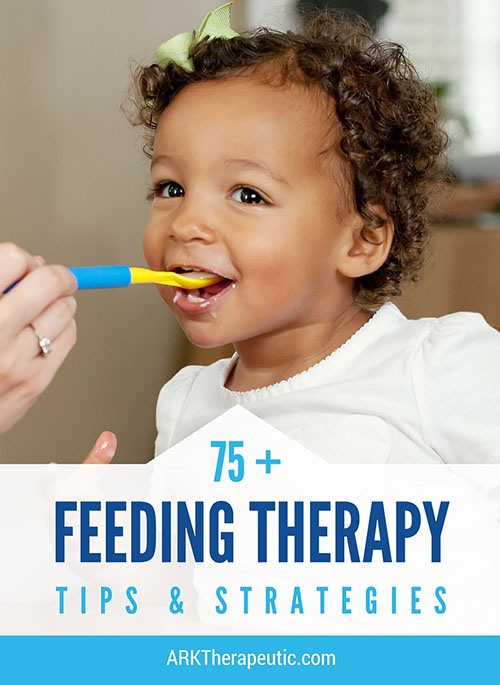 75 +
FEEDING THERAPY
TIPS & STRATEGIES
ARKTherapeutic.com